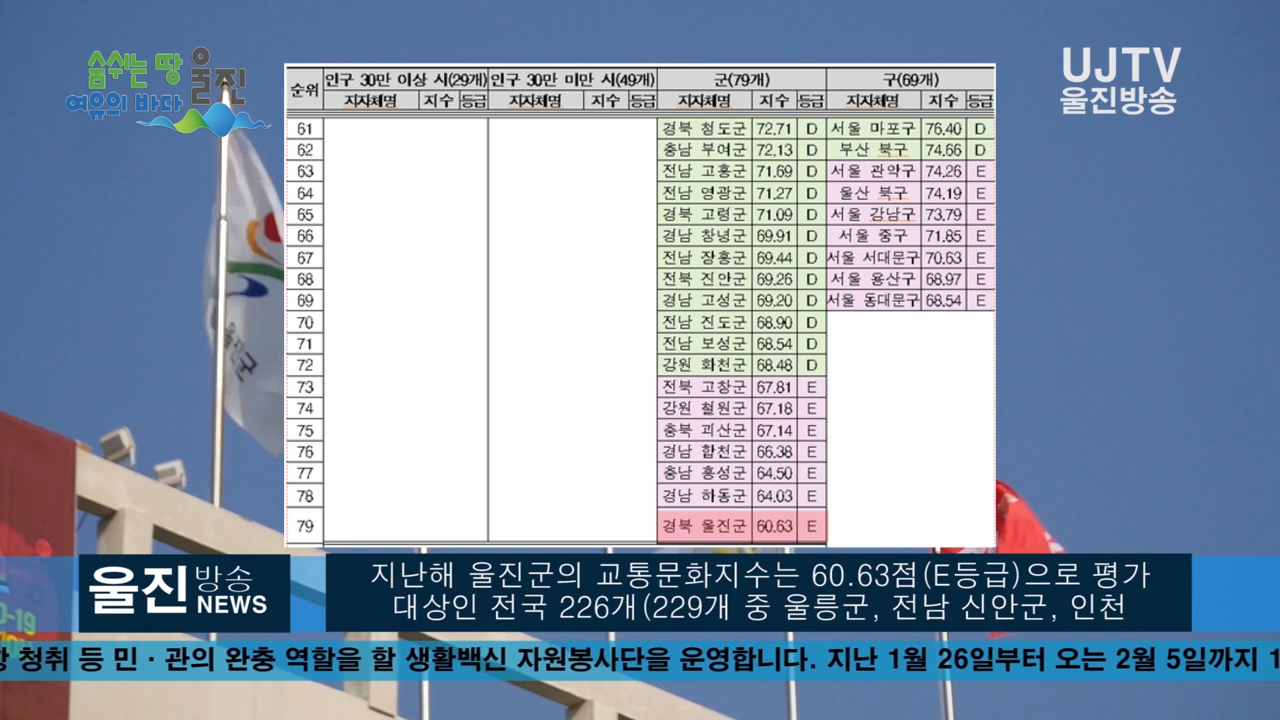 숨쉬는 땅 울진
여유의 바다
UJTV
울진방송
순위 인구 30만 이상 시(29개) 인구 30만 미만 시(49개) 군(79개) 구(69개)
지자체명 지수 등급 지자체명 지수 등급 지자체명 지수 등급 지자체명 지수 등급
61 경북 청도군 72.71 D 서울 마포구 76.40 D
62 충남 부여군 72.13 D 부산 북구 74.66 D
63 전남 고흥군 71.69 D 서울 관악구 74.26 E
64 전남 영광군 71.27 D 울산 북구 74.19 E
65 경북 고령군 71.09 D 서울 강남구 73.79 E
66 경남 창녕군 69.91 D 서울 중구 71.85 E
67 전남 장흥군 69.44 D 서울 서대문구 70.63 E
68 전북 진안군 69.26 D 서울 용산구 68.97 E
69 경남 고성군 69.20 D 서울 동대문구 68.54 E
70 전남 진도군 68.90 D
71 전남 보성군 68.54 D
72 강원 화천군 68.48 D
73 전북 고창군 67.81 E
74 강원 철원군 67.18 E
75 충북 괴산군 67.14 E
76 경남 합천군 66.38 E
77 충남 홍성군 64.50 E
78 경남 하동군 64.03 E
79 경북 울진군 60.63 E
울진 방송 NEWS
지난해 울진군의 교통문화지수는 60.63점(E등급)으로 평가
대상인 전국 226개(229개 중 울릉군, 전남 신안군, 인천
청취 등 민·관의 완충 역할을 할 생활백신 자원봉사단을 운영합니다. 지난 1월 26일부터 오는 2월 5일까지 1